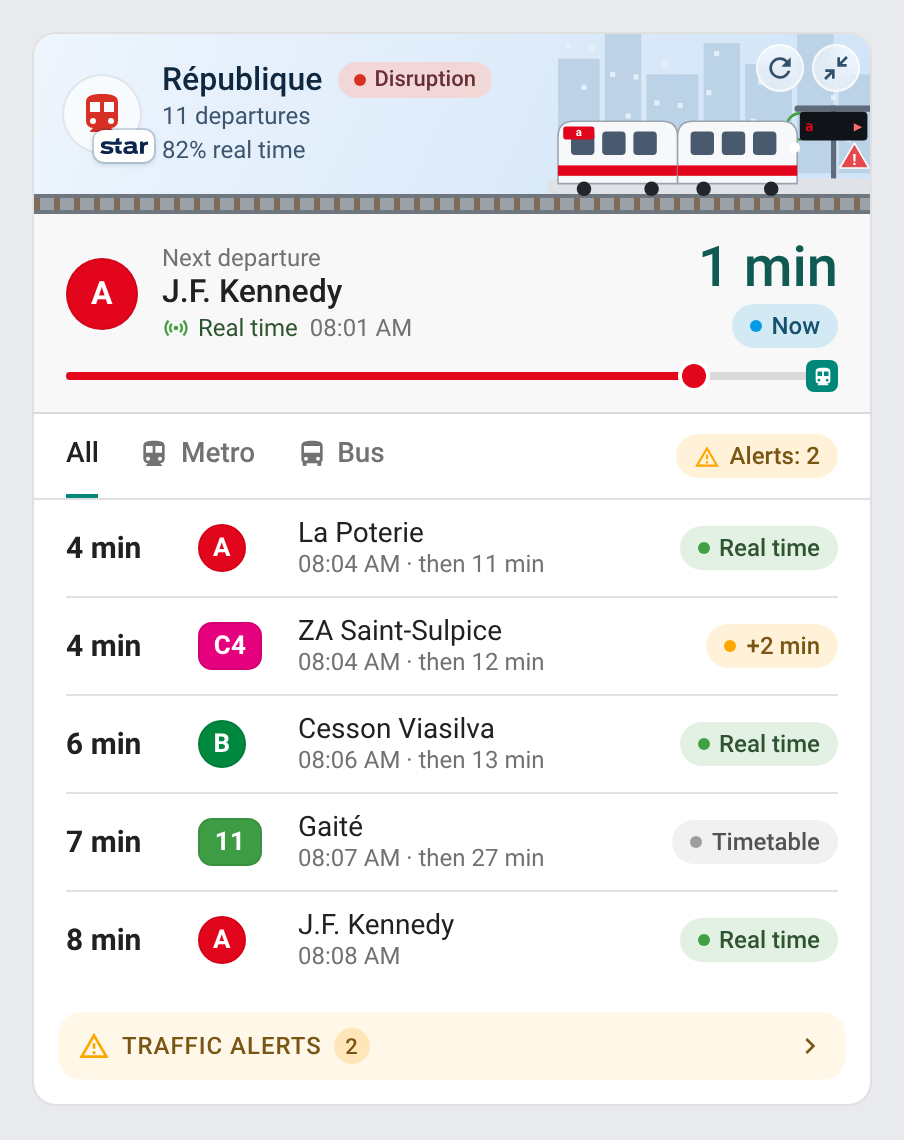 République
Disruption
11 departures
82% real time
star
a
a
A
Next departure
J.F. Kennedy
Real time 08:01 AM
1 min
Now
All
Metro
Bus
Alerts: 2
4 min
A
La Poterie
08:04 AM · then 11 min
Real time
4 min
C4
ZA Saint-Sulpice
08:04 AM · then 12 min
+2 min
6 min
B
Cesson Viasilva
08:06 AM · then 13 min
Real time
7 min
11
Gaité
08:07 AM · then 27 min
Timetable
8 min
A
J.F. Kennedy
08:08 AM
Real time
TRAFFIC ALERTS 2